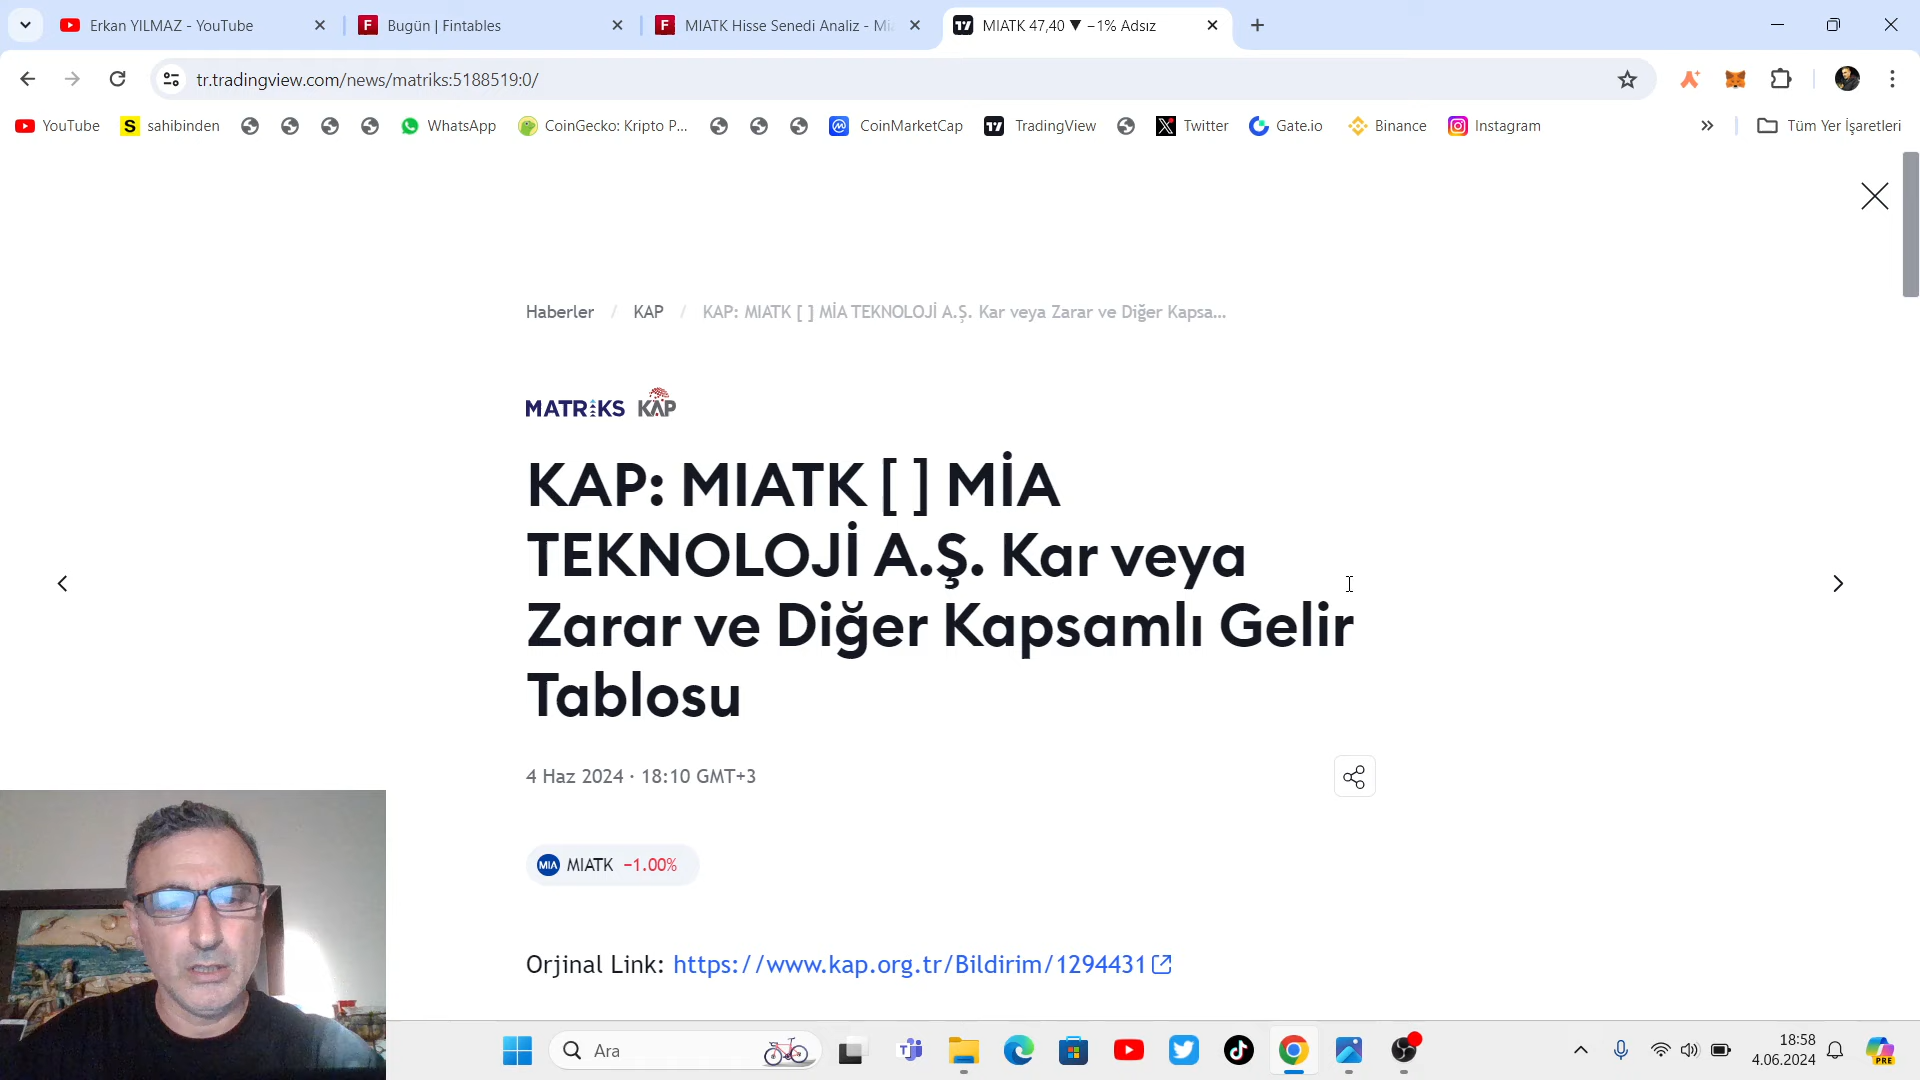 Erkan YILMAZ - YouTube
Bugün | Fintables
MIATK Hisse Senedi Analiz - Mi
MIATK 47,40 ▼ −1% Adsız
tr.tradingview.com/news/matriks:5188519:0/
YouTube
sahibinden
WhatsApp
CoinGecko: Kripto P...
CoinMarketCap
TradingView
Twitter
Gate.io
Binance
Instagram
Tüm Yer İşaretleri
Haberler / KAP / KAP: MIATK [ ] MİA TEKNOLOJİ A.Ş. Kar veya Zarar ve Diğer Kapsa...
MATRİKS KAP
KAP: MIATK [ ] MİA
TEKNOLOJİ A.Ş. Kar veya
Zarar ve Diğer Kapsamlı Gelir
Tablosu
4 Haz 2024 · 18:10 GMT+3
MIA MIATK −1.00%
Orjinal Link: https://www.kap.org.tr/Bildirim/1294431
Ara
18:58
4.06.2024
PRE